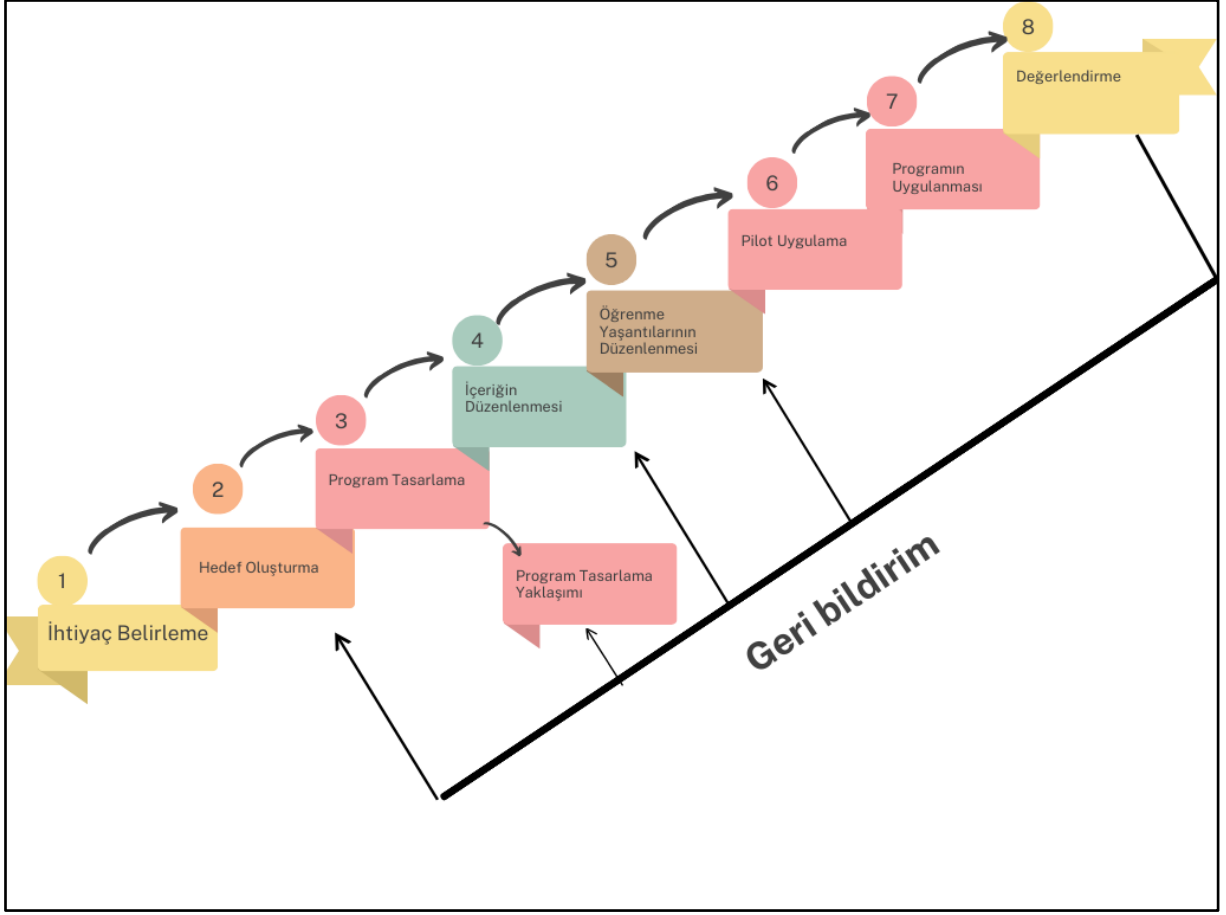 1
İhtiyaç Belirleme
2
Hedef Oluşturma
3
Program Tasarlama
Program Tasarlama
Yaklaşımı
4
İçeriğin
Düzenlenmesi
5
Öğrenme
Yaşantılarının
Düzenlenmesi
6
Pilot Uygulama
7
Programın
Uygulanması
8
Değerlendirme
Geri bildirim